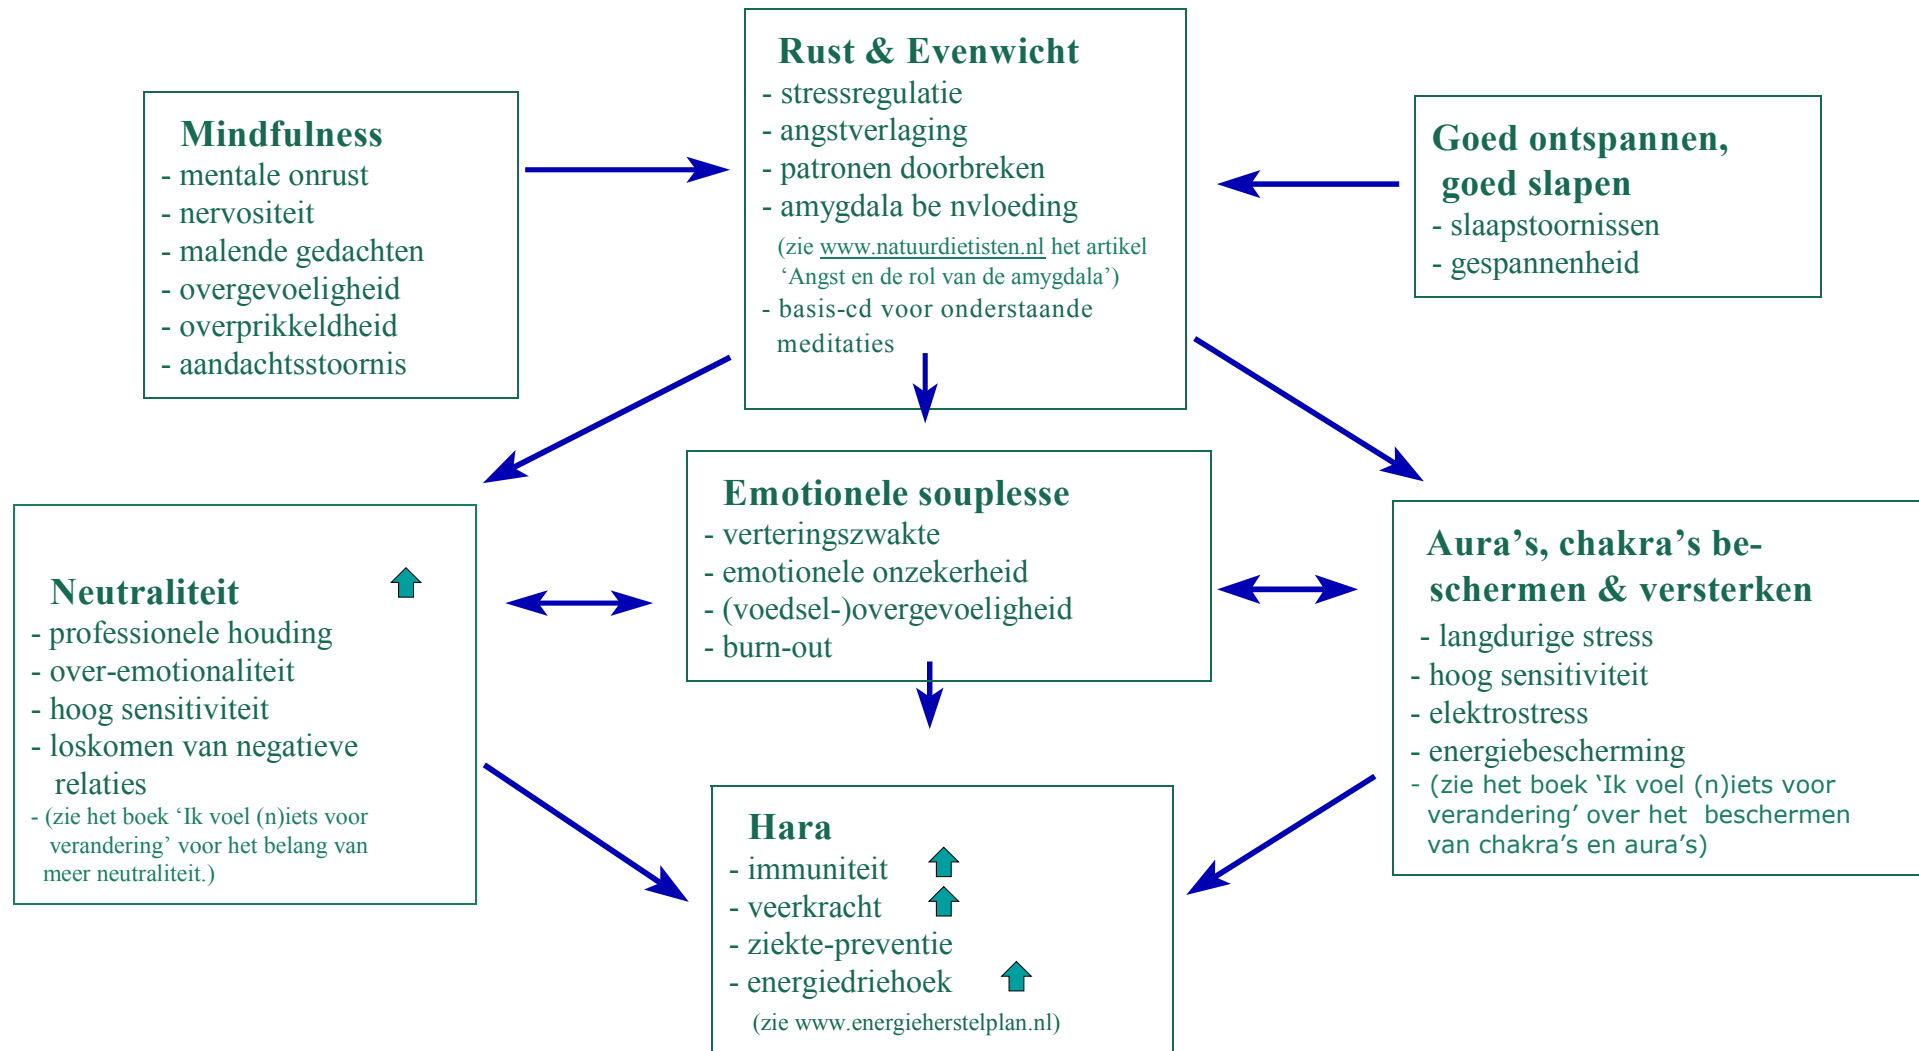 Rust & Evenwicht
- stressregulatie
- angstverlaging
- patronen doorbreken
- amygdala be nvloeding
(zie www.natuurdietisten.nl het artikel
‘Angst en de rol van de amygdala’)
- basis-cd voor onderstaande
meditaties
Mindfulness
- mentale onrust
- nervositeit
- malende gedachten
- overgevoeligheid
- overprikkeldheid
- aandachtsstoornis
Goed ontspannen,
goed slapen
- slaapstoornissen
- gespannenheid
Neutraliteit
- professionele houding
- over-emotionaliteit
- hoog sensitiviteit
- loskomen van negatieve
relaties
- (zie het boek ‘Ik voel (n)iets voor
verandering’ voor het belang van
meer neutraliteit.)
Emotionele souplesse
- verteringszwakte
- emotionele onzekerheid
- (voedsel-)overgevoeligheid
- burn-out
Aura’s, chakra’s be-
schermen & versterken
- langdurige stress
- hoog sensitiviteit
- elektrostress
- energiebescherming
- (zie het boek ‘Ik voel (n)iets voor
verandering’ over het beschermen
van chakra’s en aura’s)
Hara
- immuniteit
- veerkracht
- ziekte-preventie
- energiedriehoek
(zie www.energieherstelplan.nl)